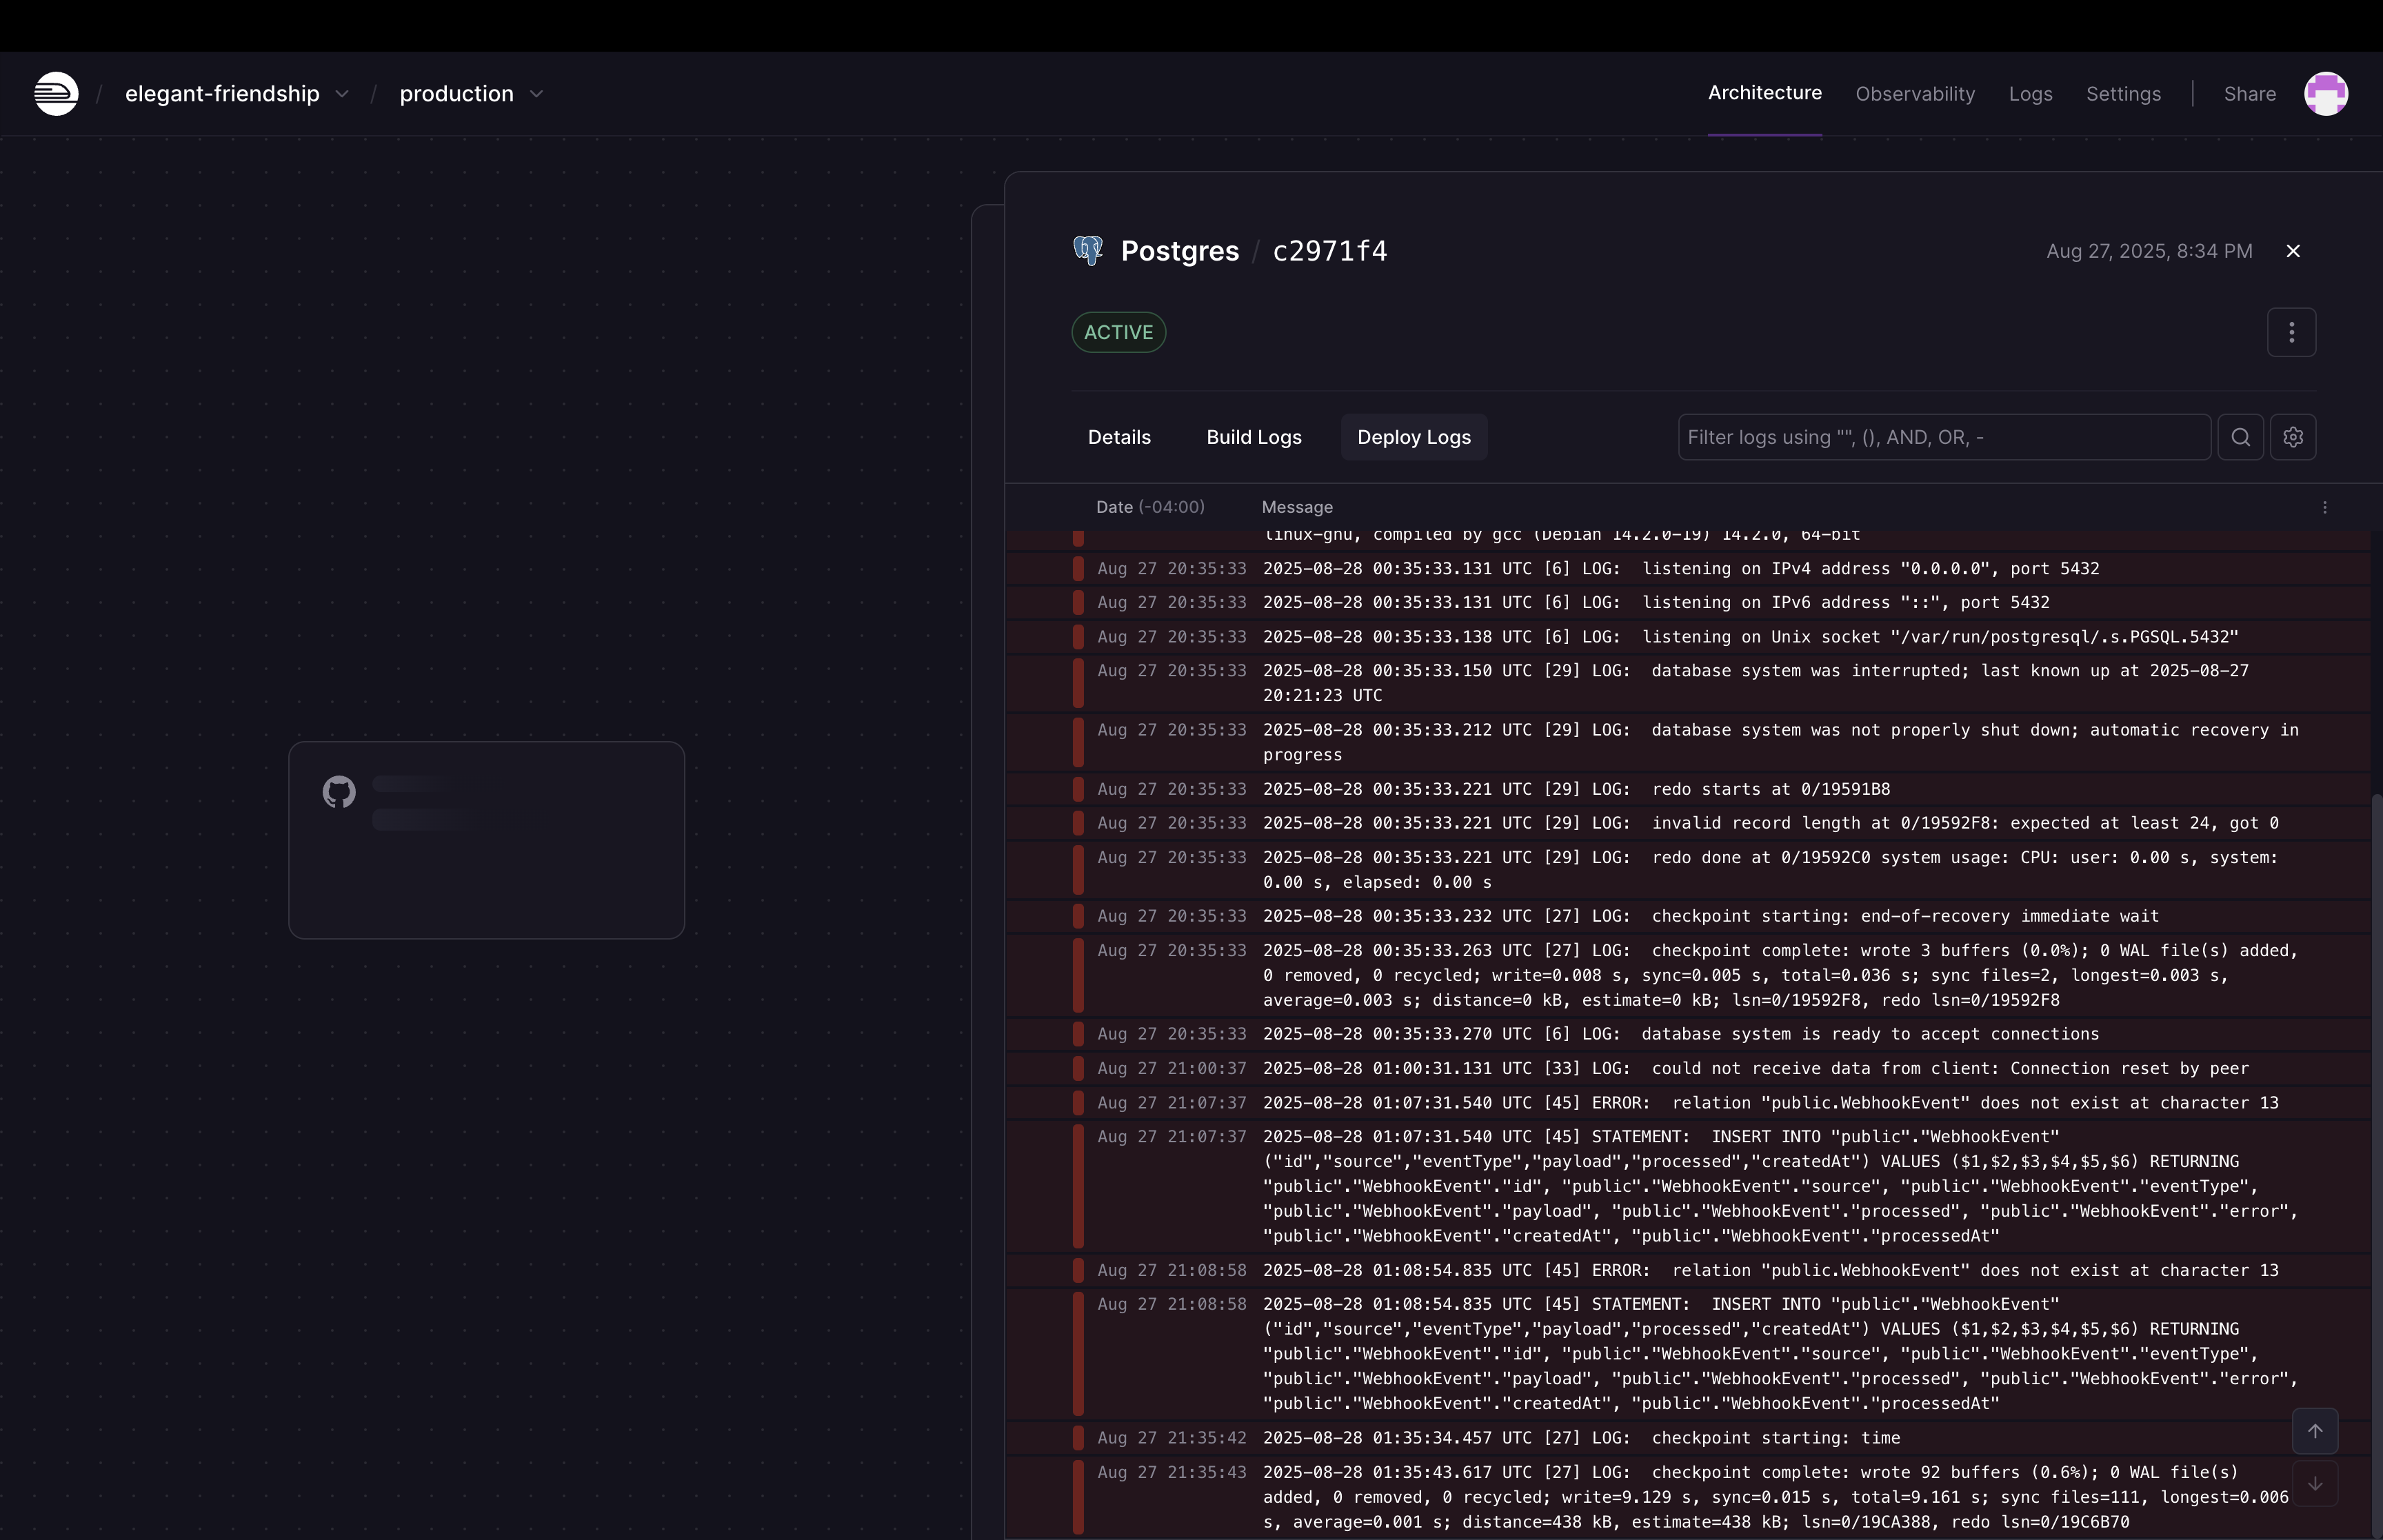 / elegant-friendship / production
Architecture Observability Logs Settings | Share
Postgres / c2971f4
Aug 27, 2025, 8:34 PM
ACTIVE
Details Build Logs Deploy Logs
Filter logs using "", (), AND, OR, -
Date (-04:00) Message
linux-gnu, compiled by gcc (Debian 14.2.0-19) 14.2.0, 64-bit
Aug 27 20:35:33 2025-08-28 00:35:33.131 UTC [6] LOG:  listening on IPv4 address "0.0.0.0", port 5432
Aug 27 20:35:33 2025-08-28 00:35:33.131 UTC [6] LOG:  listening on IPv6 address "::", port 5432
Aug 27 20:35:33 2025-08-28 00:35:33.138 UTC [6] LOG:  listening on Unix socket "/var/run/postgresql/.s.PGSQL.5432"
Aug 27 20:35:33 2025-08-28 00:35:33.150 UTC [29] LOG:  database system was interrupted; last known up at 2025-08-27
20:21:23 UTC
Aug 27 20:35:33 2025-08-28 00:35:33.212 UTC [29] LOG:  database system was not properly shut down; automatic recovery in
progress
Aug 27 20:35:33 2025-08-28 00:35:33.221 UTC [29] LOG:  redo starts at 0/19591B8
Aug 27 20:35:33 2025-08-28 00:35:33.221 UTC [29] LOG:  invalid record length at 0/19592F8: expected at least 24, got 0
Aug 27 20:35:33 2025-08-28 00:35:33.221 UTC [29] LOG:  redo done at 0/19592C0 system usage: CPU: user: 0.00 s, system:
0.00 s, elapsed: 0.00 s
Aug 27 20:35:33 2025-08-28 00:35:33.232 UTC [27] LOG:  checkpoint starting: end-of-recovery immediate wait
Aug 27 20:35:33 2025-08-28 00:35:33.263 UTC [27] LOG:  checkpoint complete: wrote 3 buffers (0.0%); 0 WAL file(s) added,
0 removed, 0 recycled; write=0.008 s, sync=0.005 s, total=0.036 s; sync files=2, longest=0.003 s,
average=0.003 s; distance=0 kB, estimate=0 kB; lsn=0/19592F8, redo lsn=0/19592F8
Aug 27 20:35:33 2025-08-28 00:35:33.270 UTC [6] LOG:  database system is ready to accept connections
Aug 27 21:00:37 2025-08-28 01:00:31.131 UTC [33] LOG:  could not receive data from client: Connection reset by peer
Aug 27 21:07:37 2025-08-28 01:07:31.540 UTC [45] ERROR:  relation "public.WebhookEvent" does not exist at character 13
Aug 27 21:07:37 2025-08-28 01:07:31.540 UTC [45] STATEMENT:  INSERT INTO "public"."WebhookEvent"
("id","source","eventType","payload","processed","createdAt") VALUES ($1,$2,$3,$4,$5,$6) RETURNING
"public"."WebhookEvent"."id", "public"."WebhookEvent"."source", "public"."WebhookEvent"."eventType",
"public"."WebhookEvent"."payload", "public"."WebhookEvent"."processed", "public"."WebhookEvent"."error",
"public"."WebhookEvent"."createdAt", "public"."WebhookEvent"."processedAt"
Aug 27 21:08:58 2025-08-28 01:08:54.835 UTC [45] ERROR:  relation "public.WebhookEvent" does not exist at character 13
Aug 27 21:08:58 2025-08-28 01:08:54.835 UTC [45] STATEMENT:  INSERT INTO "public"."WebhookEvent"
("id","source","eventType","payload","processed","createdAt") VALUES ($1,$2,$3,$4,$5,$6) RETURNING
"public"."WebhookEvent"."id", "public"."WebhookEvent"."source", "public"."WebhookEvent"."eventType",
"public"."WebhookEvent"."payload", "public"."WebhookEvent"."processed", "public"."WebhookEvent"."error",
"public"."WebhookEvent"."createdAt", "public"."WebhookEvent"."processedAt"
Aug 27 21:35:42 2025-08-28 01:35:34.457 UTC [27] LOG:  checkpoint starting: time
Aug 27 21:35:43 2025-08-28 01:35:43.617 UTC [27] LOG:  checkpoint complete: wrote 92 buffers (0.6%); 0 WAL file(s)
added, 0 removed, 0 recycled; write=9.129 s, sync=0.015 s, total=9.161 s; sync files=111, longest=0.006
s, average=0.001 s; distance=438 kB, estimate=438 kB; lsn=0/19CA388, redo lsn=0/19C6B70